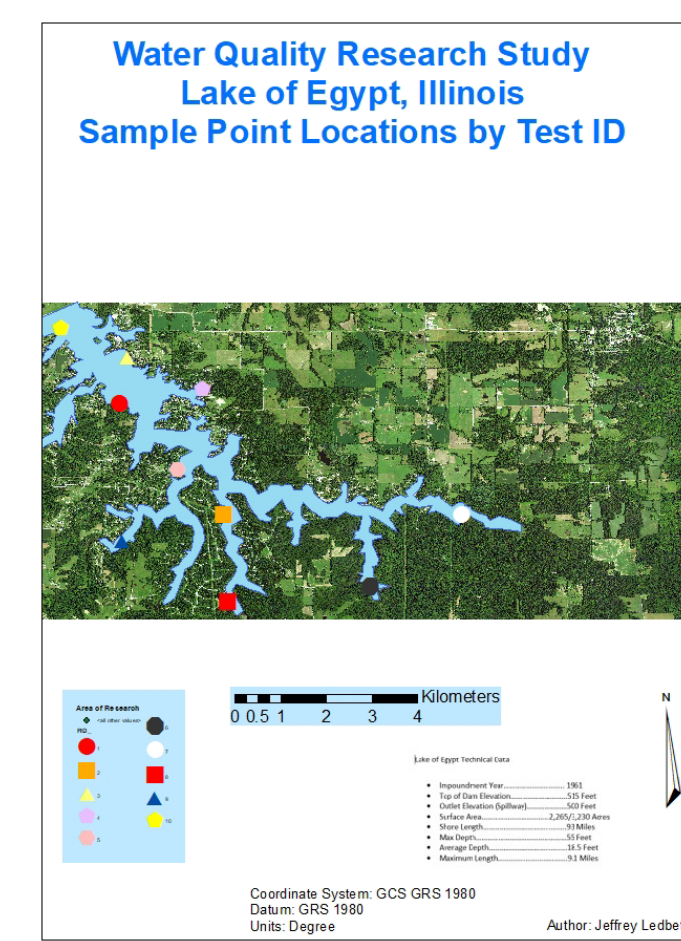 Water Quality Research Study
Lake of Egypt, Illinois
Sample Point Locations by Test ID
Area of Research
<all other values>
1
2
3
4
5
6
7
9
10
Kilometers
0 0.5 1 2 3 4
N
Lake of Egypt Technical Data
• Impoundment Year.............................. 1961
• Top of Dam Elevation............................515 Feet
• Outlet Elevation (Spillway)....................500 Feet
• Surface Area.................................2,265/2,230 Acres
• Shore Length..........................................93 Miles
• Max Depth..............................................55 Feet
• Average Depth........................................18.5 Feet
• Maximum Length....................................9.1 Miles
Coordinate System: GCS GRS 1980
Datum: GRS 1980
Units: Degree
Author: Jeffrey Ledbet